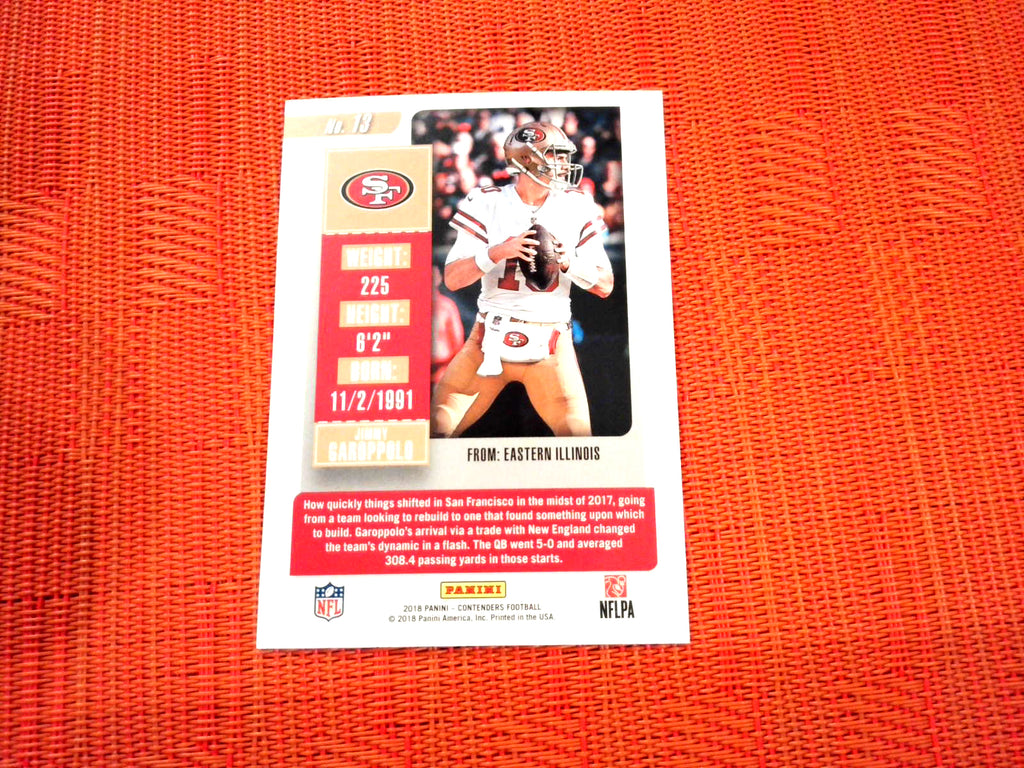 No. 13
SF
WEIGHT:
225
HEIGHT:
6'2"
BORN:
11/2/1991
JIMMY
GAROPPOLO
SF
10
SF
FROM: EASTERN ILLINOIS
How quickly things shifted in San Francisco in the midst of 2017, going
from a team looking to rebuild to one that found something upon which
to build. Garoppolo's arrival via a trade with New England changed
the team's dynamic in a flash. The QB went 5-0 and averaged
308.4 passing yards in those starts.
NFL
PANINI
NFLPA
2018 PANINI - CONTENDERS FOOTBALL
© 2018 Panini America, Inc. Printed in the USA.